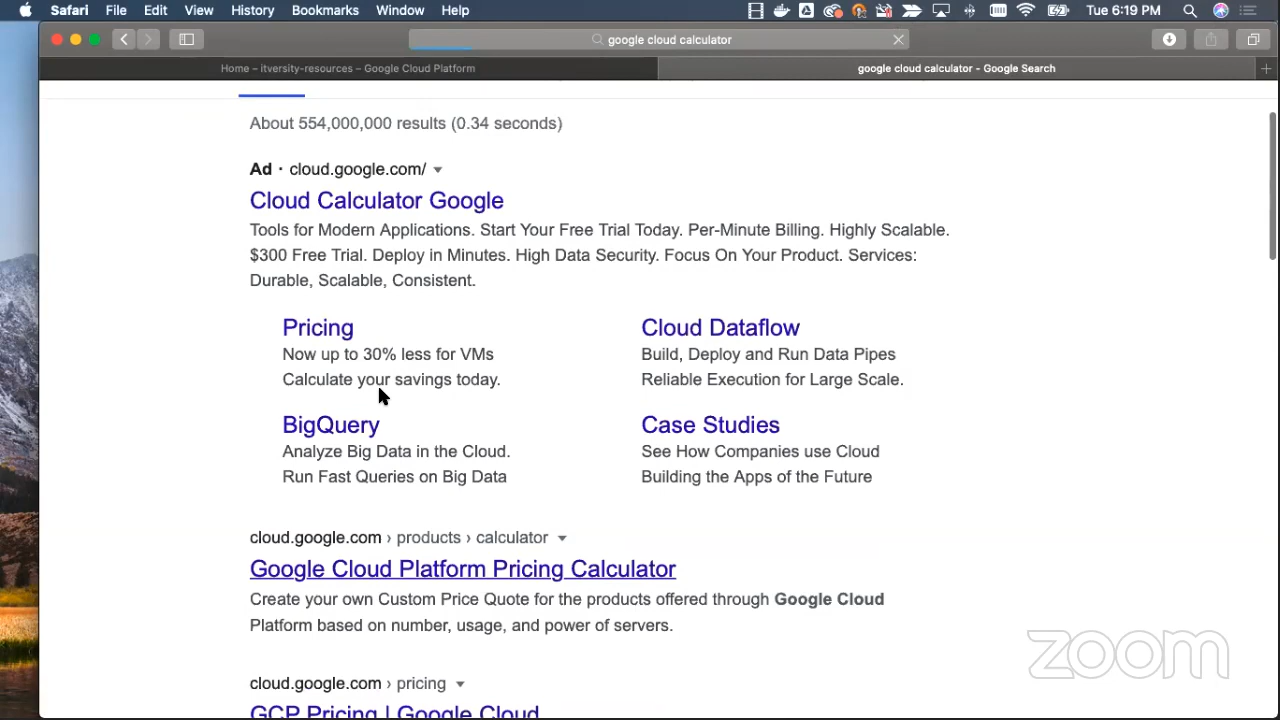 Safari File Edit View History Bookmarks Window Help Tue 6:19 PM
google cloud calculator
Home – itversity-resources – Google Cloud Platform
google cloud calculator - Google Search
About 554,000,000 results (0.34 seconds)
Ad · cloud.google.com/
Cloud Calculator Google
Tools for Modern Applications. Start Your Free Trial Today. Per-Minute Billing. Highly Scalable.
$300 Free Trial. Deploy in Minutes. High Data Security. Focus On Your Product. Services:
Durable, Scalable, Consistent.
Pricing
Now up to 30% less for VMs
Calculate your savings today.
Cloud Dataflow
Build, Deploy and Run Data Pipes
Reliable Execution for Large Scale.
BigQuery
Analyze Big Data in the Cloud.
Run Fast Queries on Big Data
Case Studies
See How Companies use Cloud
Building the Apps of the Future
cloud.google.com › products › calculator
Google Cloud Platform Pricing Calculator
Create your own Custom Price Quote for the products offered through Google Cloud
Platform based on number, usage, and power of servers.
cloud.google.com › pricing
GCP Pricing | Google Cloud
zoom